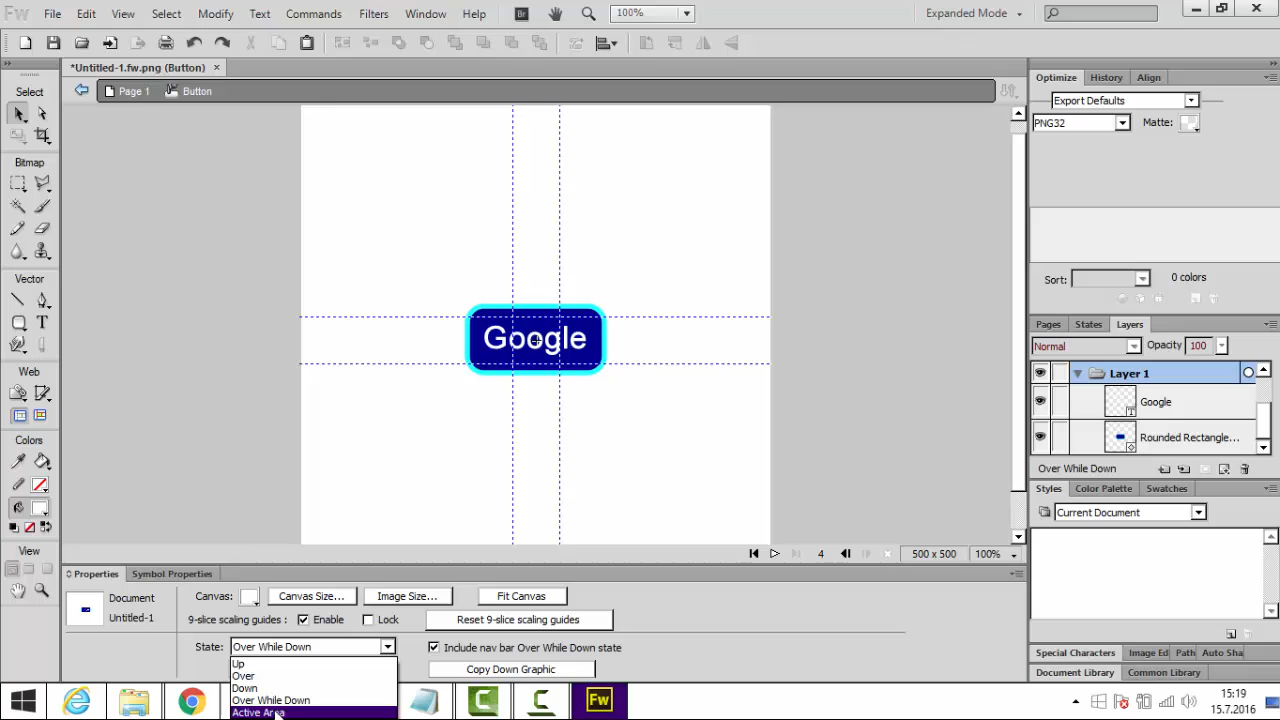 Fw File Edit View Select Modify Text Commands Filters Window Help Br 100% Expanded Mode
*Untitled-1.fw.png (Button) ×
Page 1 Button
Select
Bitmap
Vector
Web
Colors
View
Google
4 500 x 500 100%
Optimize History Align
Export Defaults
PNG32 Matte:
Sort: 0 colors
Pages States Layers
Normal Opacity 100
Layer 1
Google
Rounded Rectangle...
Over While Down
Styles Color Palette Swatches
Current Document
Special Characters Image Ed Path Auto Sha
Document Library Common Library
Properties Symbol Properties
Document
Untitled-1
Canvas: Canvas Size... Image Size... Fit Canvas
9-slice scaling guides : Enable Lock Reset 9-slice scaling guides
State: Over While Down Include nav bar Over While Down state
Copy Down Graphic
Up
Over
Down
Over While Down
Active Area
Fw
15:19
15.7.2016